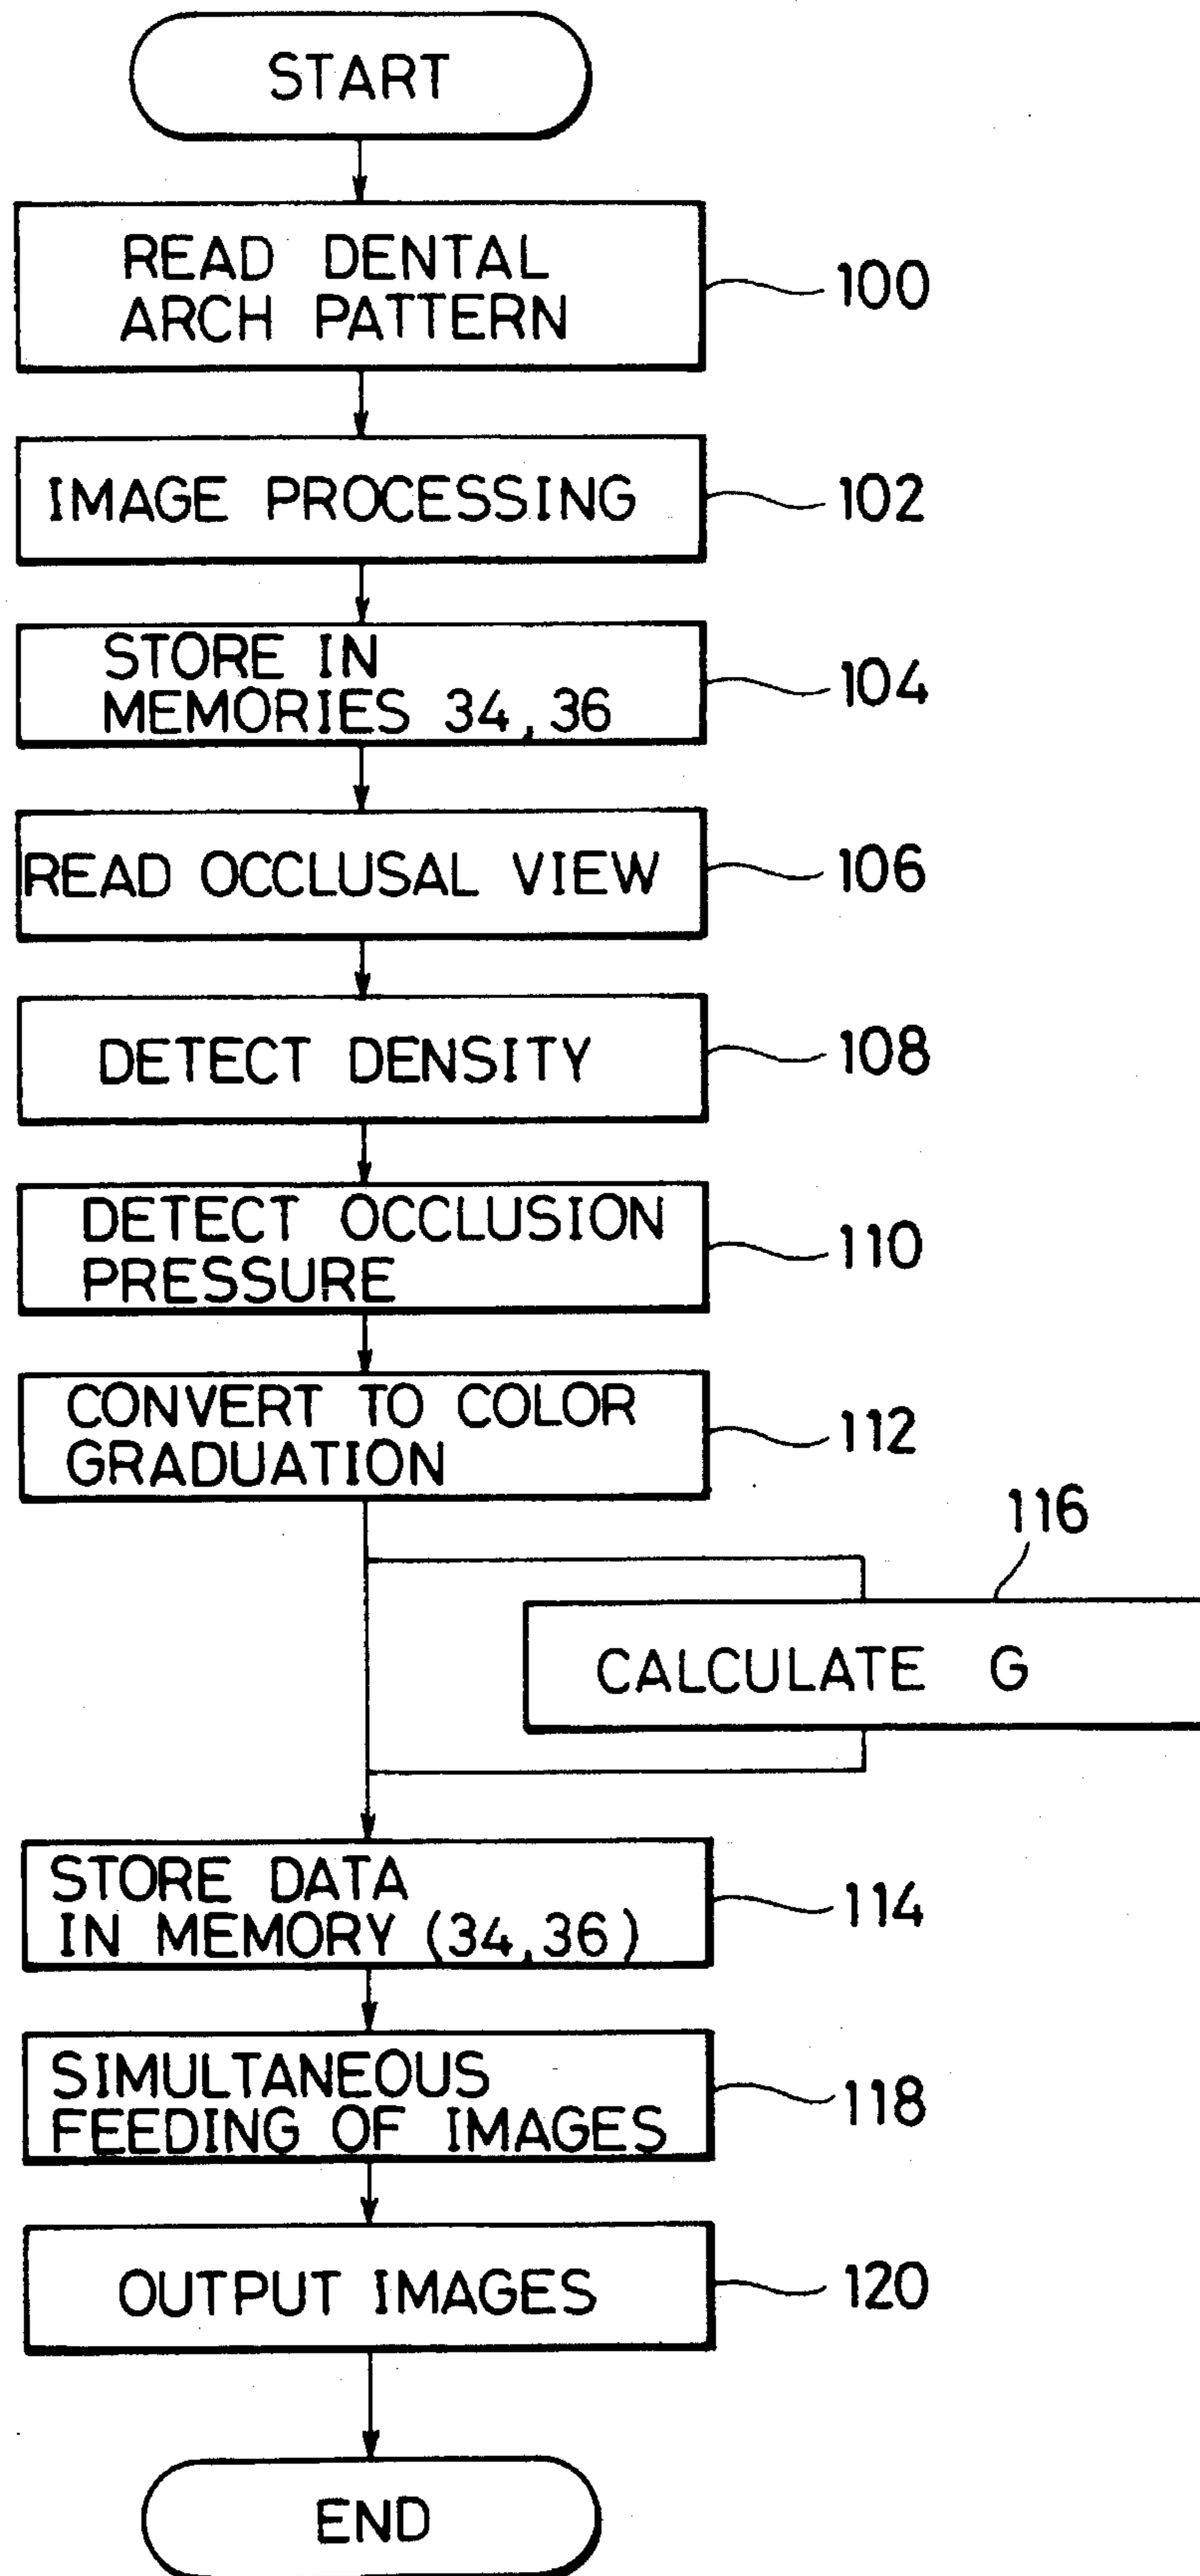 START
READ DENTAL
ARCH PATTERN
100
IMAGE PROCESSING
102
STORE IN
MEMORIES 34, 36
104
READ OCCLUSAL VIEW
106
DETECT DENSITY
108
DETECT OCCLUSION
PRESSURE
110
CONVERT TO COLOR
GRADUATION
112
116
CALCULATE G
STORE DATA
IN MEMORY (34, 36)
114
SIMULTANEOUS
FEEDING OF IMAGES
118
OUTPUT IMAGES
120
END